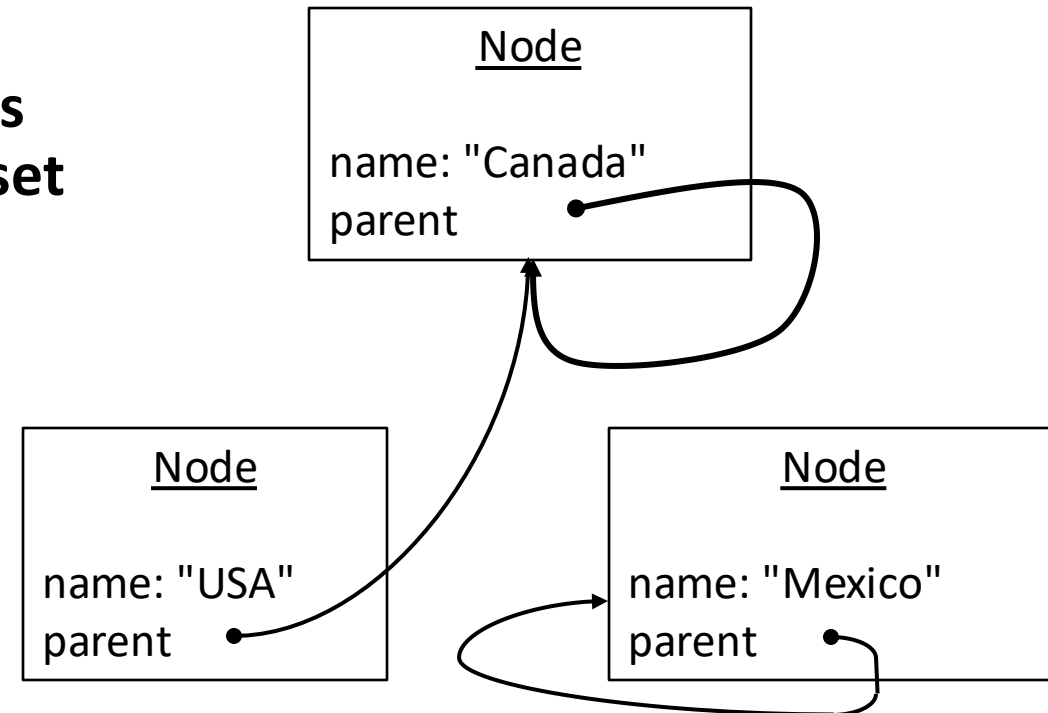 s
set
Node
name: "Canada"
parent
Node
name: "USA"
parent
Node
name: "Mexico"
parent